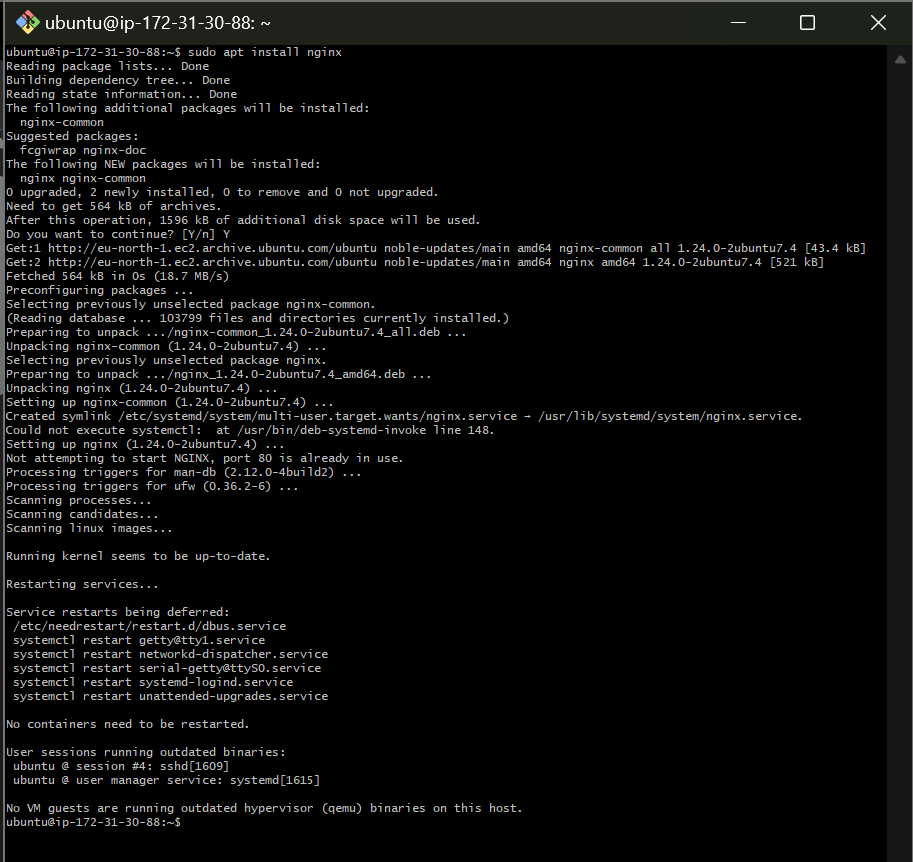 ubuntu@ip-172-31-30-88: ~
ubuntu@ip-172-31-30-88:~$ sudo apt install nginx
Reading package lists... Done
Building dependency tree... Done
Reading state information... Done
The following additional packages will be installed:
  nginx-common
Suggested packages:
  fcgiwrap nginx-doc
The following NEW packages will be installed:
  nginx nginx-common
0 upgraded, 2 newly installed, 0 to remove and 0 not upgraded.
Need to get 564 kB of archives.
After this operation, 1596 kB of additional disk space will be used.
Do you want to continue? [Y/n] Y
Get:1 http://eu-north-1.ec2.archive.ubuntu.com/ubuntu noble-updates/main amd64 nginx-common all 1.24.0-2ubuntu7.4 [43.4 kB]
Get:2 http://eu-north-1.ec2.archive.ubuntu.com/ubuntu noble-updates/main amd64 nginx amd64 1.24.0-2ubuntu7.4 [521 kB]
Fetched 564 kB in 0s (18.7 MB/s)
Preconfiguring packages ...
Selecting previously unselected package nginx-common.
(Reading database ... 103799 files and directories currently installed.)
Preparing to unpack .../nginx-common_1.24.0-2ubuntu7.4_all.deb ...
Unpacking nginx-common (1.24.0-2ubuntu7.4) ...
Selecting previously unselected package nginx.
Preparing to unpack .../nginx_1.24.0-2ubuntu7.4_amd64.deb ...
Unpacking nginx (1.24.0-2ubuntu7.4) ...
Setting up nginx-common (1.24.0-2ubuntu7.4) ...
Created symlink /etc/systemd/system/multi-user.target.wants/nginx.service → /usr/lib/systemd/system/nginx.service.
Could not execute systemctl:  at /usr/bin/deb-systemd-invoke line 148.
Setting up nginx (1.24.0-2ubuntu7.4) ...
Not attempting to start NGINX, port 80 is already in use.
Processing triggers for man-db (2.12.0-4build2) ...
Processing triggers for ufw (0.36.2-6) ...
Scanning processes...
Scanning candidates...
Scanning linux images...
Running kernel seems to be up-to-date.
Restarting services...
Service restarts being deferred:
 /etc/needrestart/restart.d/dbus.service
 systemctl restart getty@tty1.service
 systemctl restart networkd-dispatcher.service
 systemctl restart serial-getty@ttyS0.service
 systemctl restart systemd-logind.service
 systemctl restart unattended-upgrades.service
No containers need to be restarted.
User sessions running outdated binaries:
 ubuntu @ session #4: sshd[1609]
 ubuntu @ user manager service: systemd[1615]
No VM guests are running outdated hypervisor (qemu) binaries on this host.
ubuntu@ip-172-31-30-88:~$